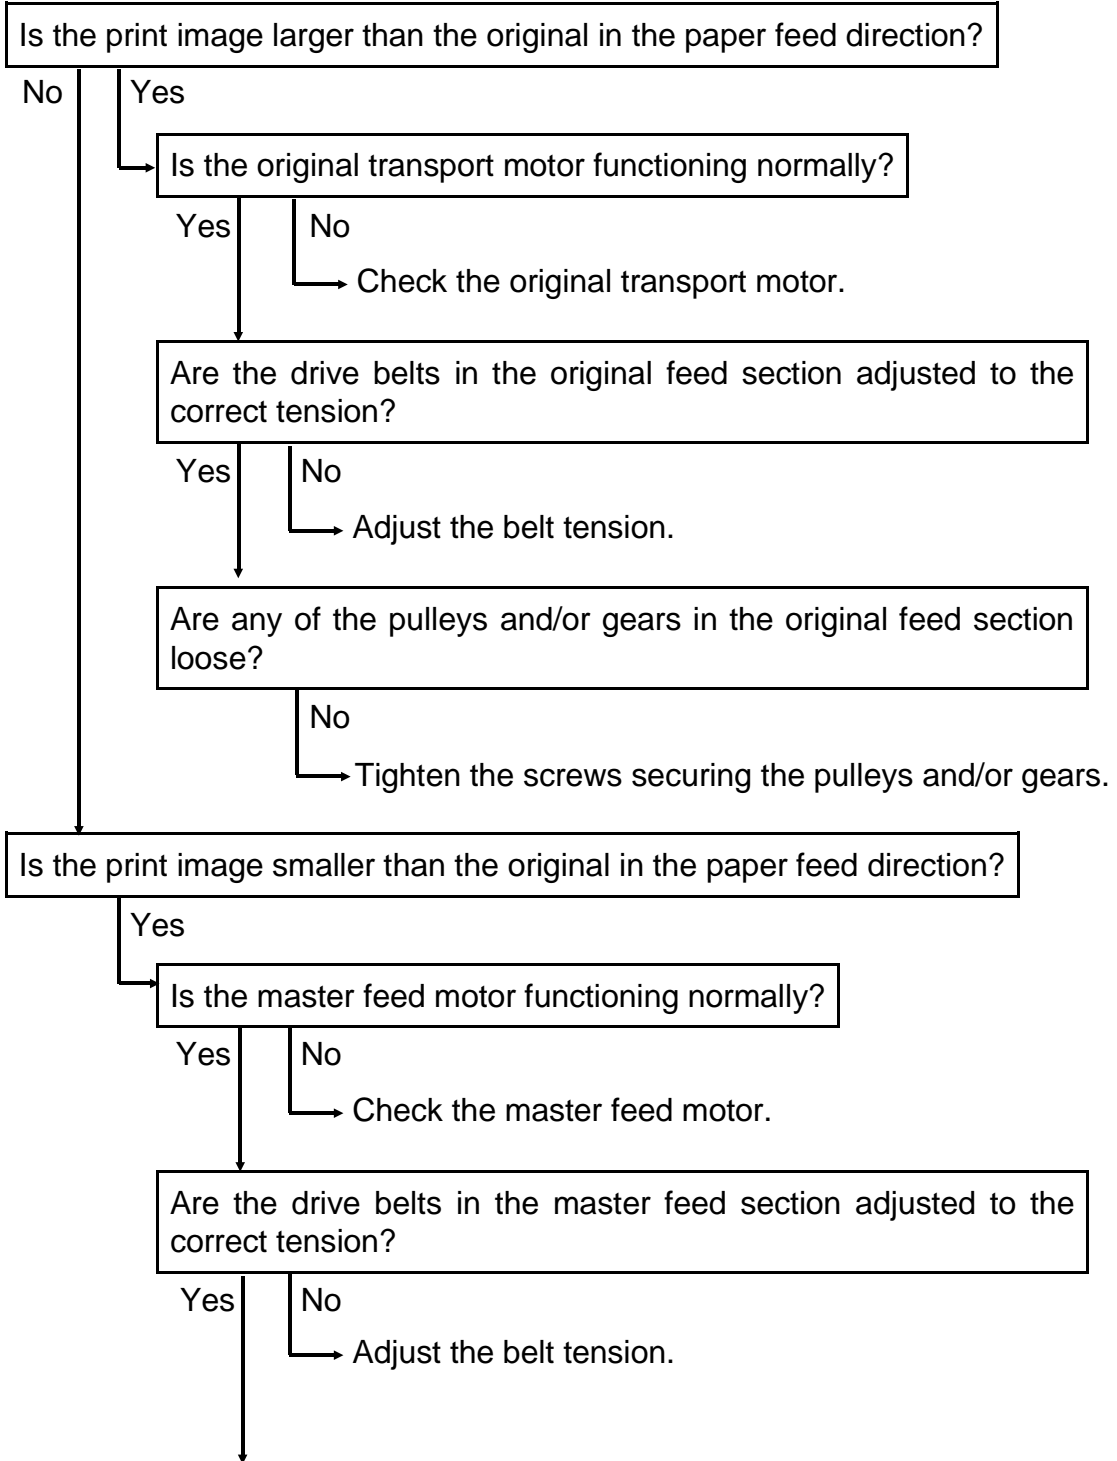 Is the print image larger than the original in the paper feed direction?
No
Yes
Is the original transport motor functioning normally?
Yes
No
Check the original transport motor.
Are the drive belts in the original feed section adjusted to the
correct tension?
Yes
No
Adjust the belt tension.
Are any of the pulleys and/or gears in the original feed section
loose?
No
Tighten the screws securing the pulleys and/or gears.
Is the print image smaller than the original in the paper feed direction?
Yes
Is the master feed motor functioning normally?
Yes
No
Check the master feed motor.
Are the drive belts in the master feed section adjusted to the
correct tension?
Yes
No
Adjust the belt tension.